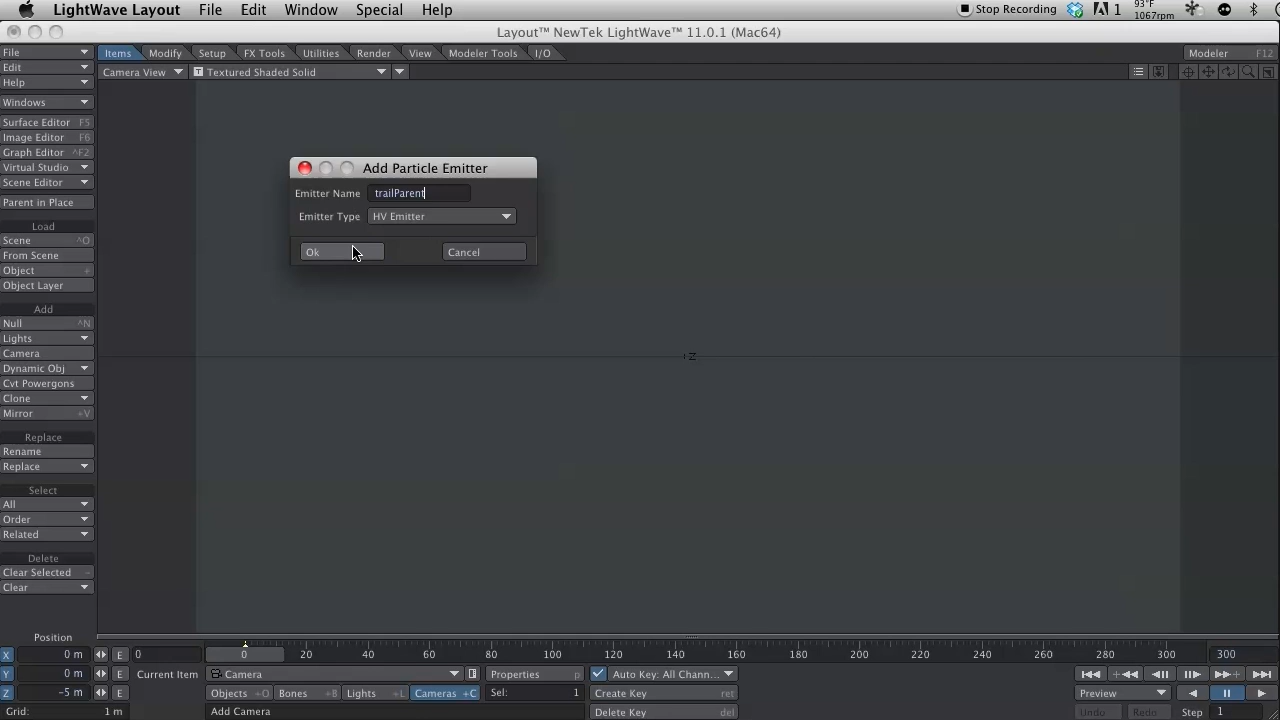 LightWave Layout File Edit Window Special Help Stop Recording 1 93°F 1067rpm
Layout™ NewTek LightWave™ 11.0.1 (Mac64)
File Items Modify Setup FX Tools Utilities Render View Modeler Tools I/O Modeler F12
Edit Camera View T Textured Shaded Solid
Help
Windows
Surface Editor F5
Image Editor F6
Graph Editor ^F2
Virtual Studio
Scene Editor
Parent in Place
Load
Scene ^O
From Scene
Object +
Object Layer
Add
Null ^N
Lights
Camera
Dynamic Obj
Cvt Powergons
Clone
Mirror +V
Replace
Rename
Replace
Select
All
Order
Related
Delete
Clear Selected -
Clear
Add Particle Emitter
Emitter Name trailParent
Emitter Type HV Emitter
Ok Cancel
Z
Position
X 0 m E 0 0 20 40 60 80 100 120 140 160 180 200 220 240 260 280 300 300
Y 0 m E Current Item Camera Properties p Auto Key: All Chann...
Z -5 m E Objects +O Bones +B Lights +L Cameras +C Sel: 1 Create Key ret Preview
Grid: 1 m Add Camera Delete Key del Undo Redo Step 1